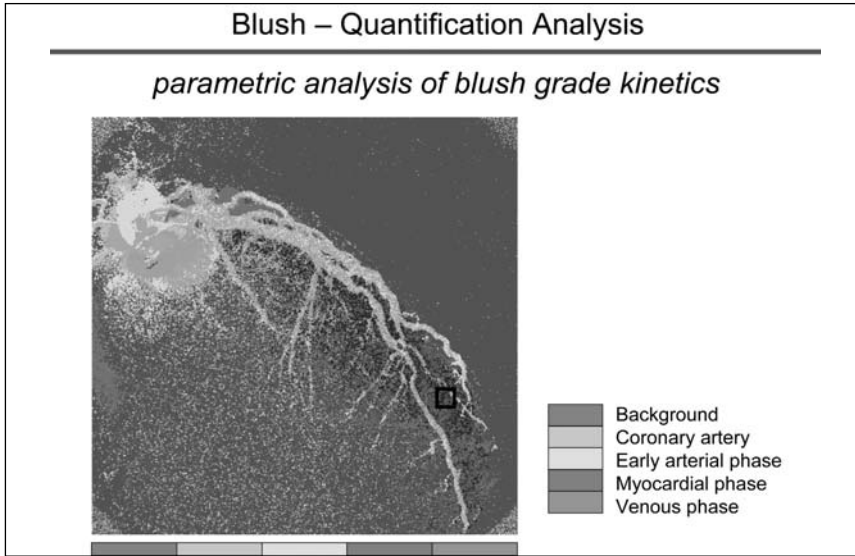 Blush – Quantification Analysis
parametric analysis of blush grade kinetics
Background
Coronary artery
Early arterial phase
Myocardial phase
Venous phase